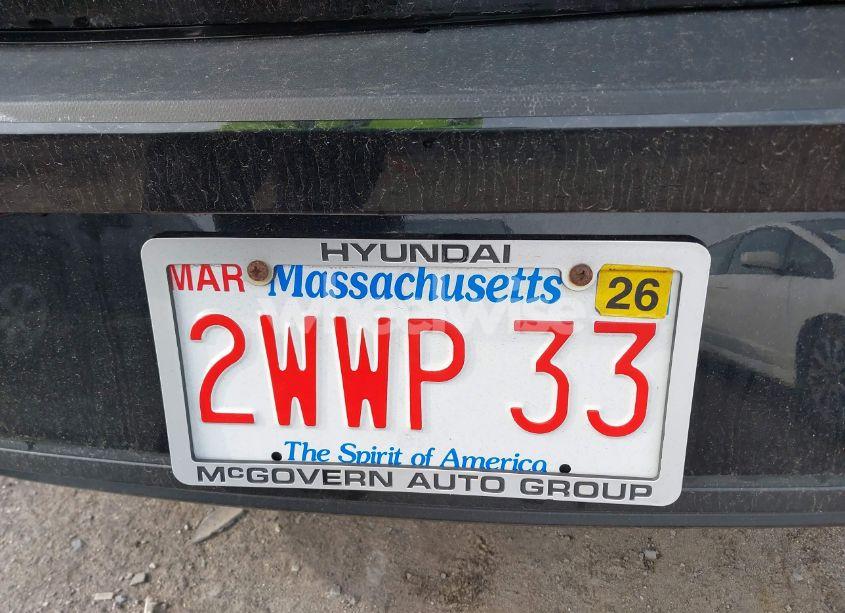 HYUNDAI
MAR Massachusetts 26
2WWP 33
The Spirit of America
McGOVERN AUTO GROUP